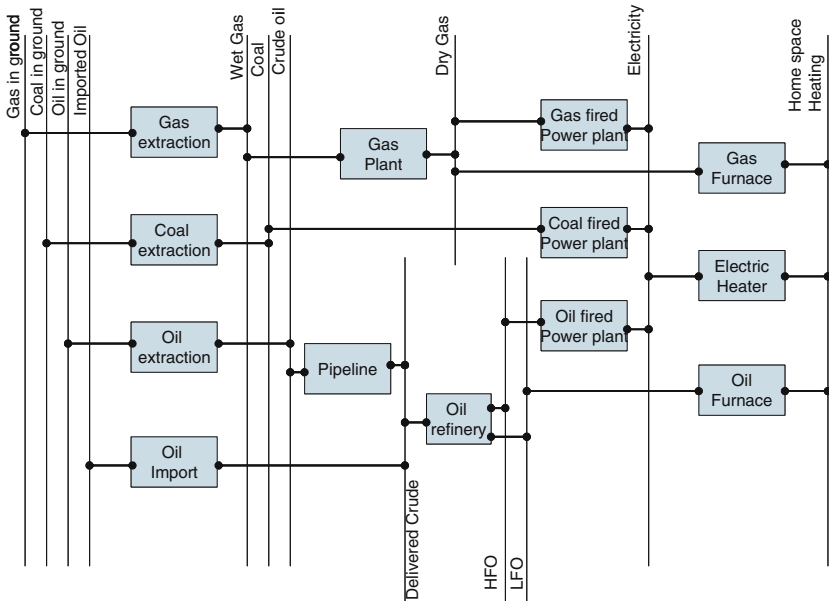 Gas in ground
Coal in ground
Oil in ground
Imported Oil
Wet Gas
Coal
Crude oil
Dry Gas
Electricity
Home space
Heating
Gas
extraction
Gas
Plant
Gas fired
Power plant
Gas
Furnace
Coal
extraction
Coal fired
Power plant
Electric
Heater
Oil
extraction
Pipeline
Oil fired
Power plant
Oil
refinery
Oil
Furnace
Oil
Import
Delivered Crude
HFO
LFO